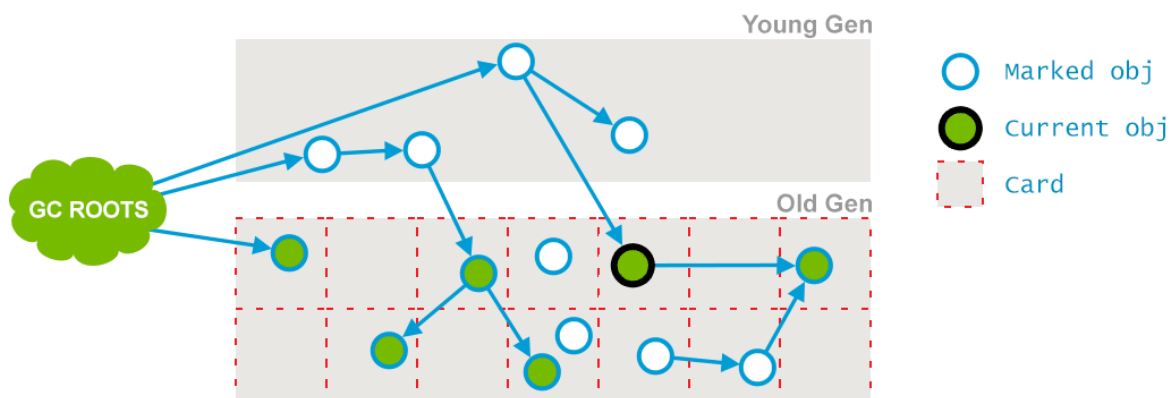 Young Gen
Marked obj
Current obj
Card
GC ROOTS
Old Gen